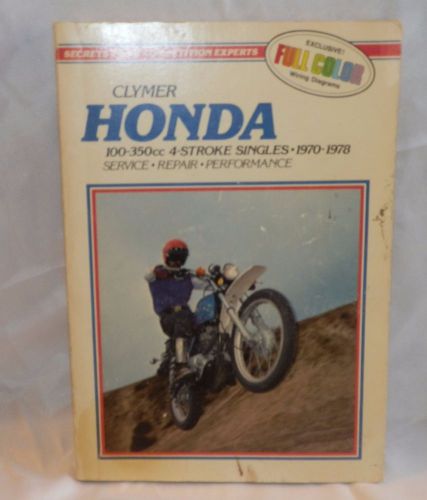 SECRETS
COMPETITION EXPERTS
EXCLUSIVE!
FULL COLOR
Wiring Diagrams
CLYMER
HONDA
100-350cc 4-STROKE SINGLES • 1970-1978
SERVICE • REPAIR • PERFORMANCE